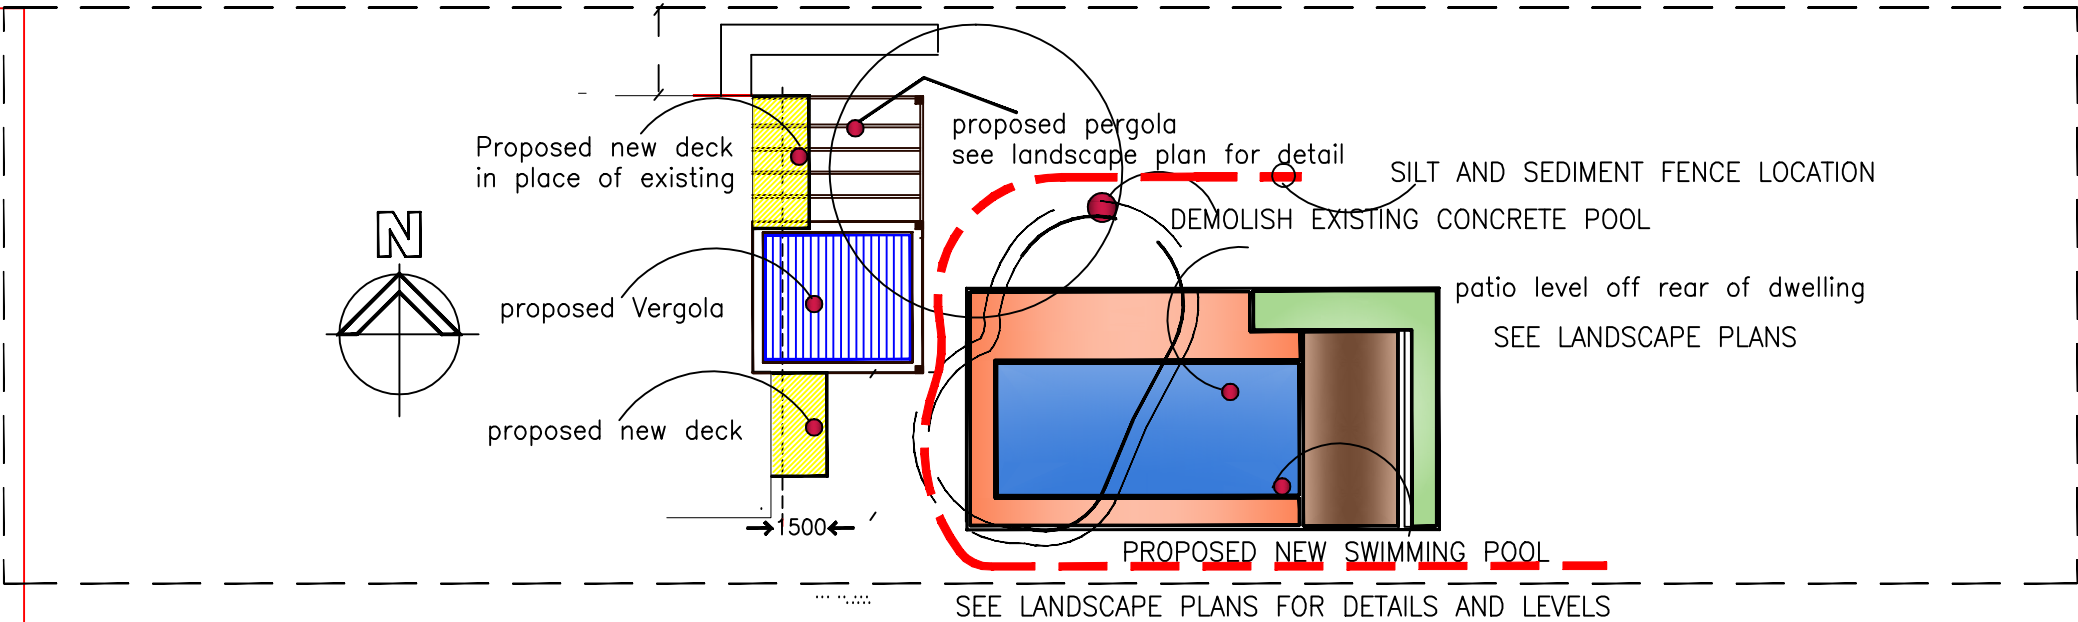 proposed pergola
see landscape plan for detail
Proposed new deck
in place of existing
SILT AND SEDIMENT FENCE LOCATION
DEMOLISH EXISTING CONCRETE POOL
N
patio level off rear of dwelling
proposed Vergola
SEE LANDSCAPE PLANS
proposed new deck
1500
PROPOSED NEW SWIMMING POOL
SEE LANDSCAPE PLANS FOR DETAILS AND LEVELS